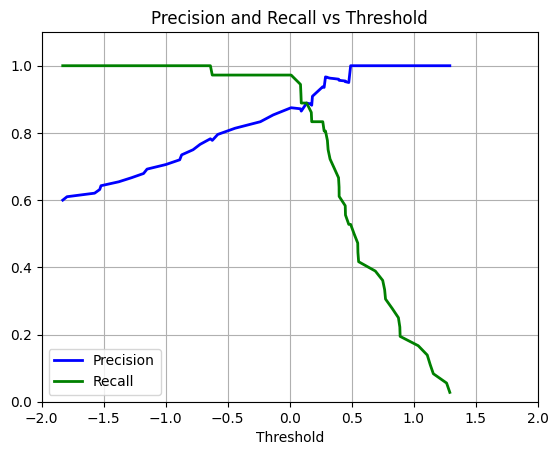 Precision and Recall vs Threshold
1.0
0.8
0.6
0.4
0.2
0.0
Precision
Recall
−2.0 −1.5 −1.0 −0.5 0.0 0.5 1.0 1.5 2.0
Threshold